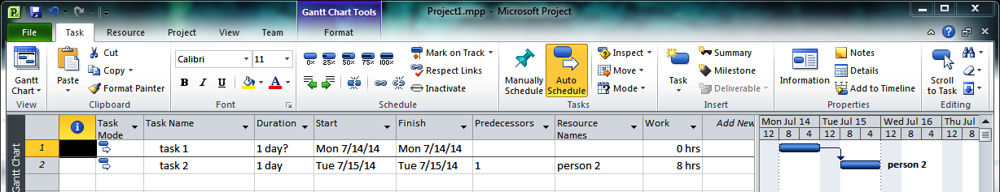 Gantt Chart Tools
Project1.mpp - Microsoft Project
File Task Resource Project View Team Format
Cut
Copy
Format Painter
Paste
Gantt Chart
Calibri 11
B I U A
0% 25% 50% 75% 100%
Mark on Track
Respect Links
Inactivate
Manually Schedule
Auto Schedule
Inspect
Move
Mode
Task
Summary
Milestone
Deliverable
Information
Notes
Details
Add to Timeline
Scroll to Task
View Clipboard Font Schedule Tasks Insert Properties Editing
Task Mode Task Name Duration Start Finish Predecessors Resource Names Work Add New
Mon Jul 14 Tue Jul 15 Wed Jul 16 Thu Jul
12 8 4 12 8 4 12 8 4 12 8
1 task 1 1 day? Mon 7/14/14 Mon 7/14/14 0 hrs
2 task 2 1 day Tue 7/15/14 Tue 7/15/14 1 person 2 8 hrs
person 2
Gantt Chart